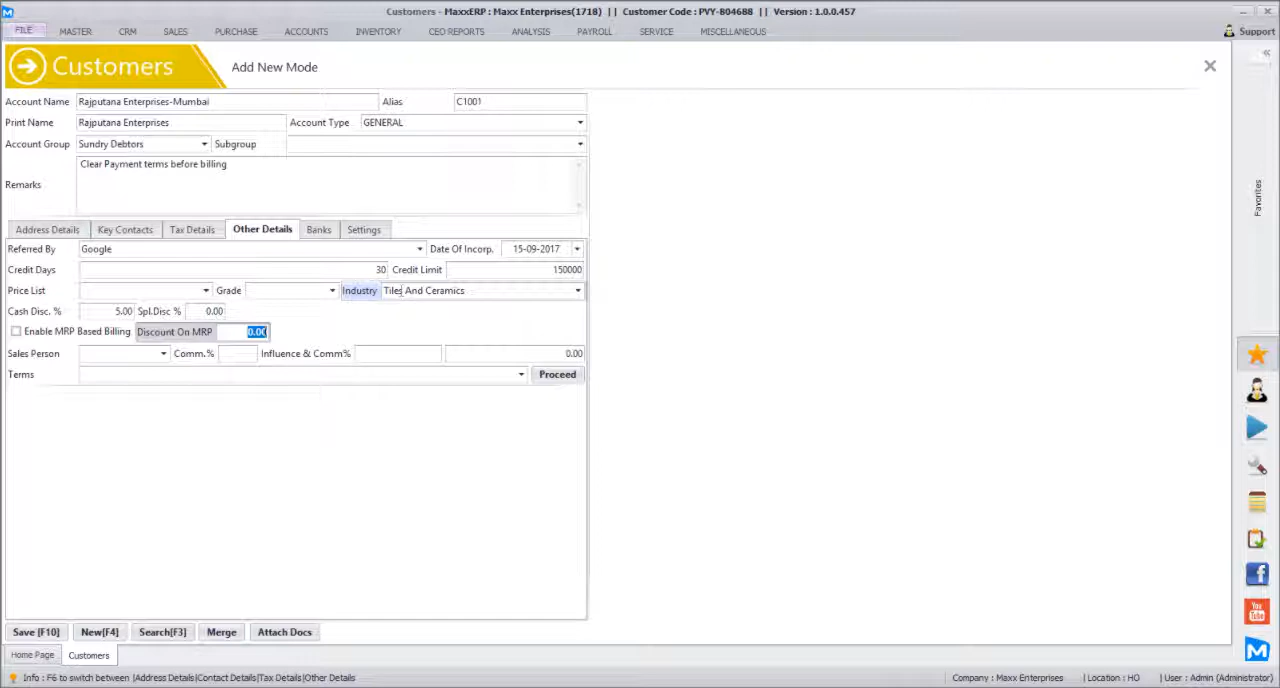 Customers - MaxxERP : Maxx Enterprises(1718) || Customer Code : PVY-804688 || Version : 1.0.0.457
FILE MASTER CRM SALES PURCHASE ACCOUNTS INVENTORY CEO REPORTS ANALYSIS PAYROLL SERVICE MISCELLANEOUS Support
Customers Add New Mode
Account Name Rajputana Enterprises-Mumbai Alias C1001
Print Name Rajputana Enterprises Account Type GENERAL
Account Group Sundry Debtors Subgroup
Clear Payment terms before billing
Remarks
Favorites
Address Details Key Contacts Tax Details Other Details Banks Settings
Referred By Google Date Of Incorp. 15-09-2017
Credit Days 30 Credit Limit 150000
Price List Grade Industry Tiles And Ceramics
Cash Disc. % 5.00 Spl.Disc % 0.00
Enable MRP Based Billing Discount On MRP 0.00
Sales Person Comm.% Influence & Comm% 0.00
Terms Proceed
You Tube
Save [F10] New[F4] Search[F3] Merge Attach Docs
Home Page Customers
Info : F6 to switch between |Address Details|Contact Details|Tax Details|Other Details Company : Maxx Enterprises |Location : HO |User : Admin (Administrator)